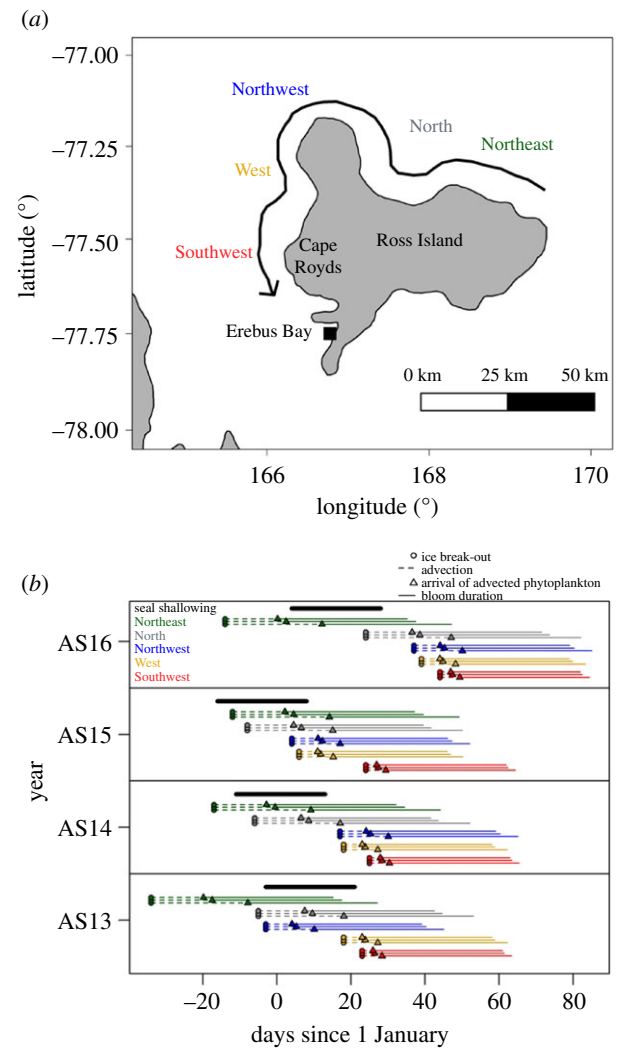 (a)
−77.00
Northwest
North
−77.25
Northeast
West
latitude (°)
−77.50
Cape
Royds
Ross Island
Southwest
Erebus Bay
−77.75
0 km 25 km 50 km
−78.00
166 168 170
longitude (°)
(b)
ice break-out
advection
arrival of advected phytoplankton
bloom duration
seal shallowing
Northeast
North
Northwest
West
Southwest
AS16
AS15
year
AS14
AS13
−20 0 20 40 60 80
days since 1 January